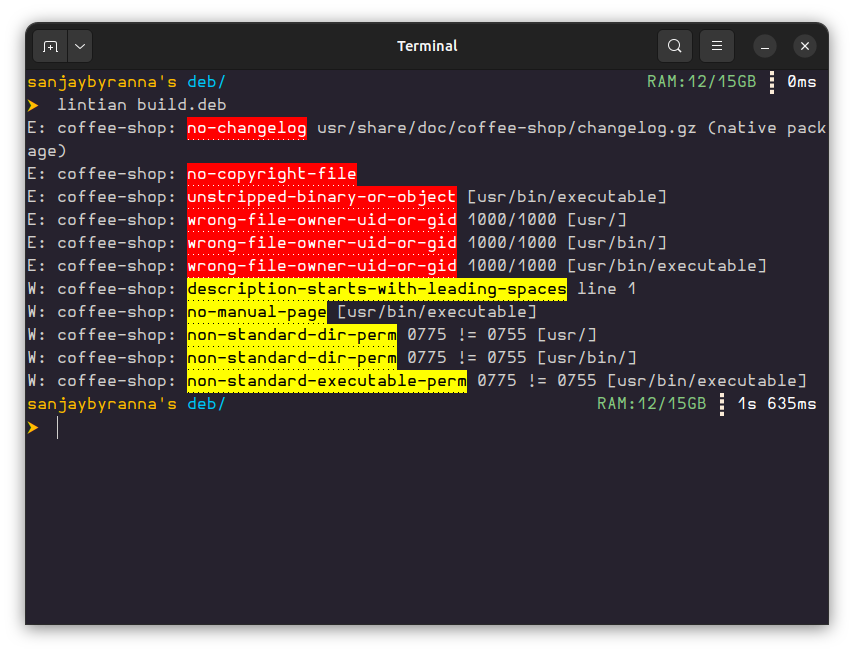 Terminal
sanjaybyranna's deb/ RAM:12/15GB 0ms
lintian build.deb
E: coffee-shop: no-changelog usr/share/doc/coffee-shop/changelog.gz (native pack
age)
E: coffee-shop: no-copyright-file
E: coffee-shop: unstripped-binary-or-object [usr/bin/executable]
E: coffee-shop: wrong-file-owner-uid-or-gid 1000/1000 [usr/]
E: coffee-shop: wrong-file-owner-uid-or-gid 1000/1000 [usr/bin/]
E: coffee-shop: wrong-file-owner-uid-or-gid 1000/1000 [usr/bin/executable]
W: coffee-shop: description-starts-with-leading-spaces line 1
W: coffee-shop: no-manual-page [usr/bin/executable]
W: coffee-shop: non-standard-dir-perm 0775 != 0755 [usr/]
W: coffee-shop: non-standard-dir-perm 0775 != 0755 [usr/bin/]
W: coffee-shop: non-standard-executable-perm 0775 != 0755 [usr/bin/executable]
sanjaybyranna's deb/ RAM:12/15GB 1s 635ms